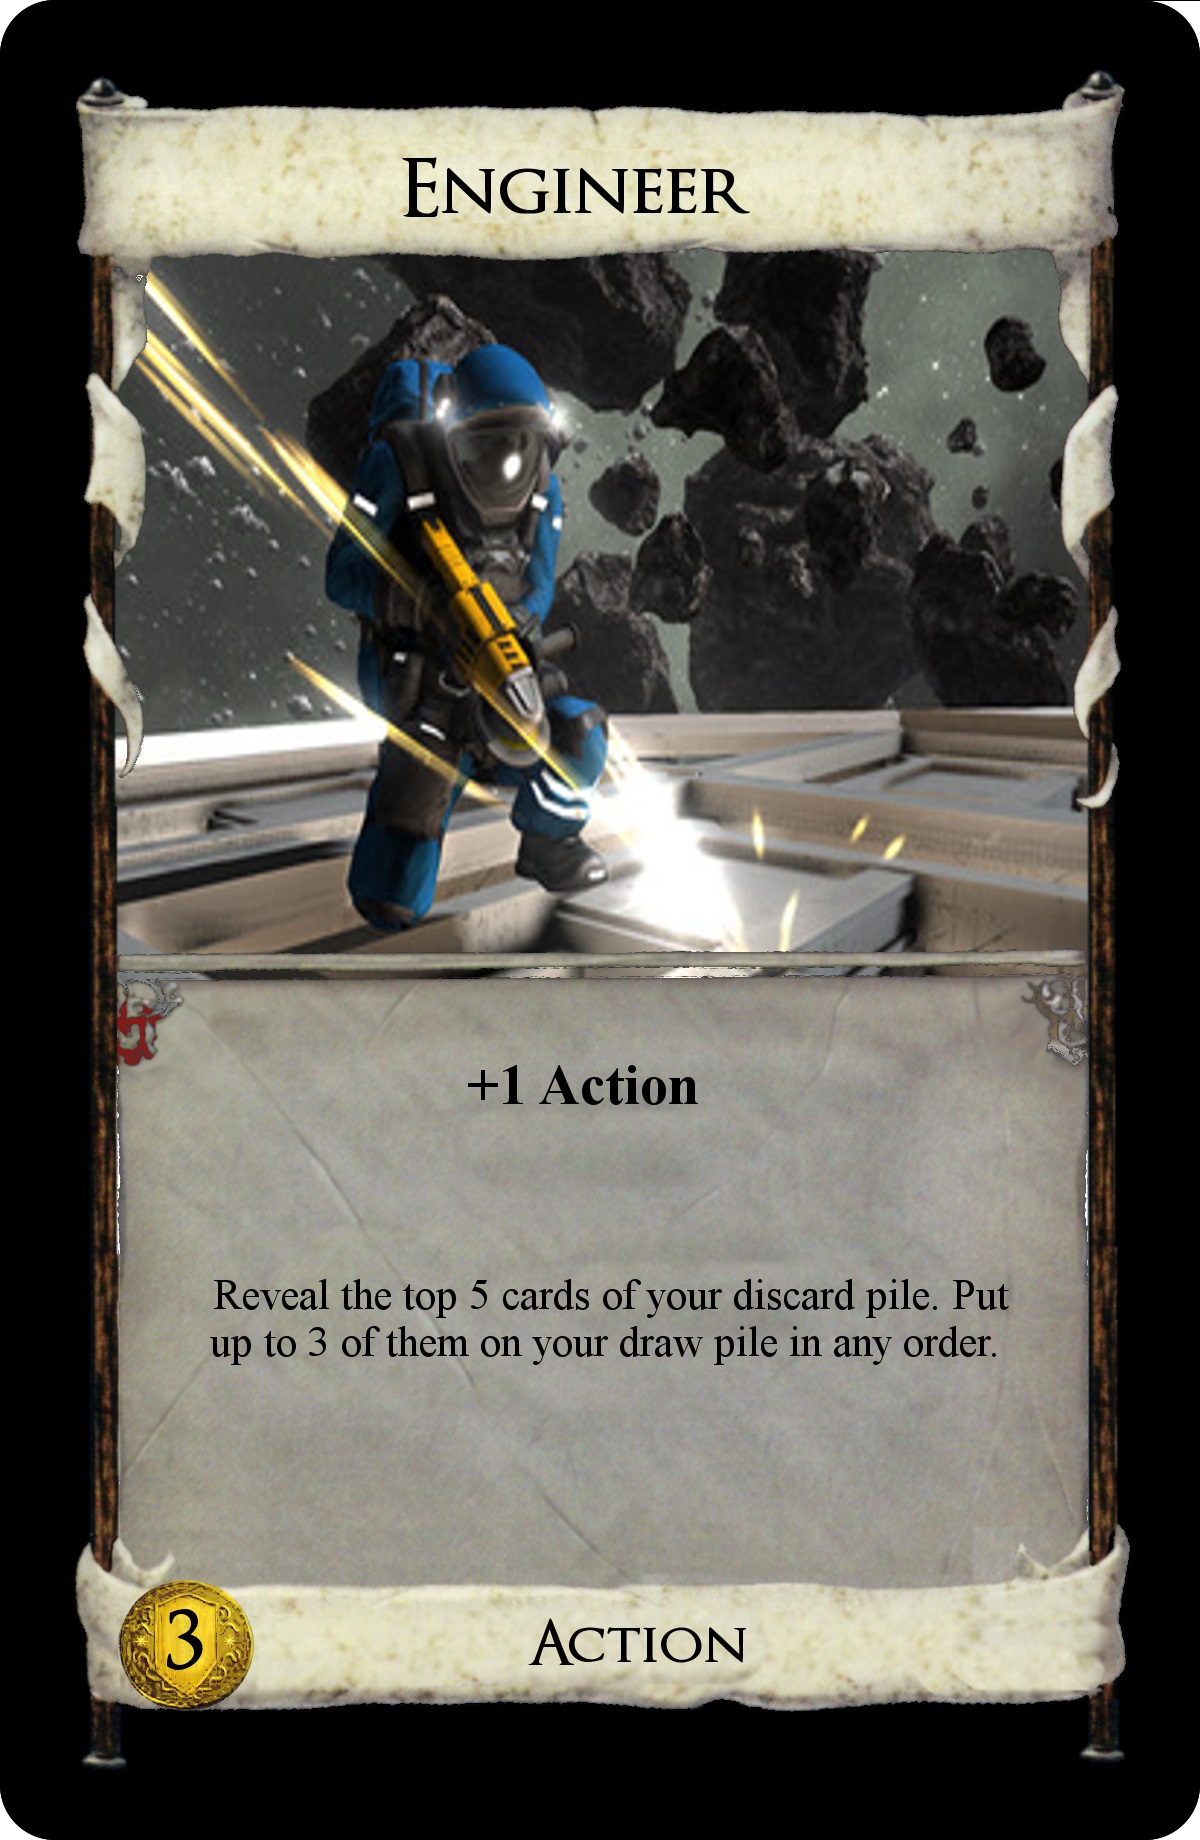 Engineer
+1 Action
Reveal the top 5 cards of your discard pile. Put
up to 3 of them on your draw pile in any order.
3
Action